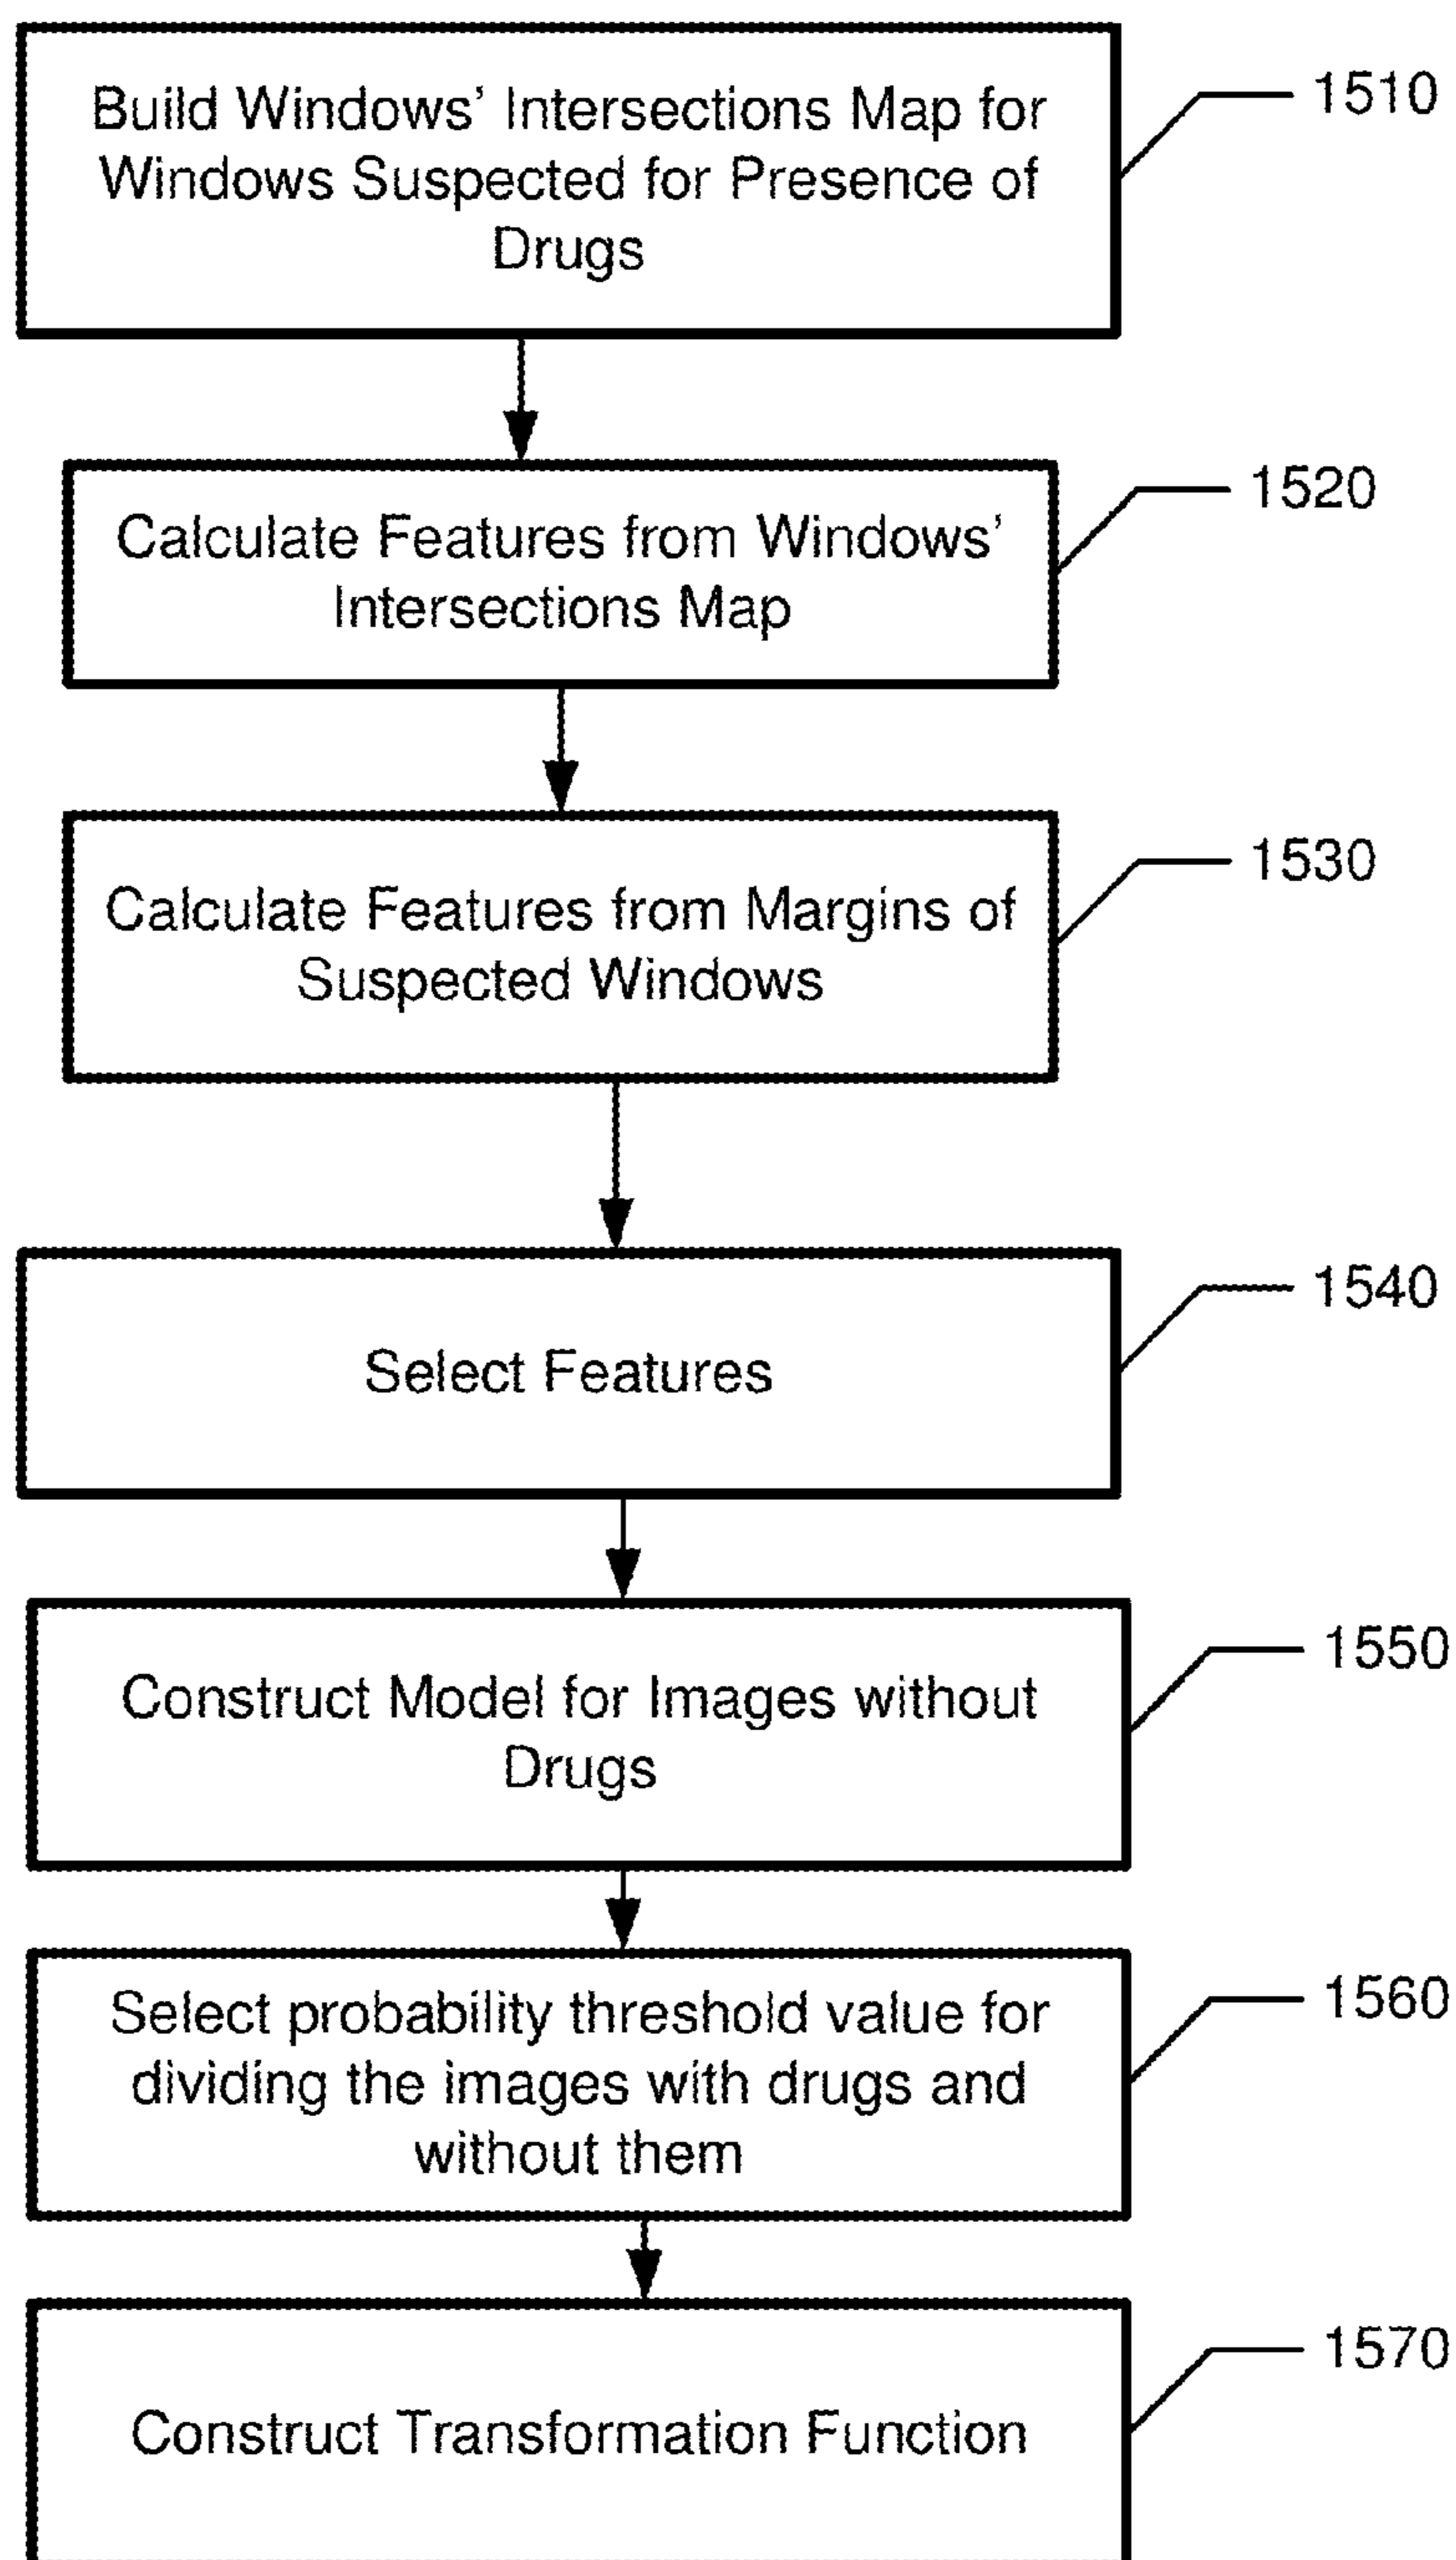 Build Windows' Intersections Map for
Windows Suspected for Presence of
Drugs
1510
Calculate Features from Windows'
Intersections Map
1520
Calculate Features from Margins of
Suspected Windows
1530
Select Features
1540
Construct Model for Images without
Drugs
1550
Select probability threshold value for
dividing the images with drugs and
without them
1560
Construct Transformation Function
1570